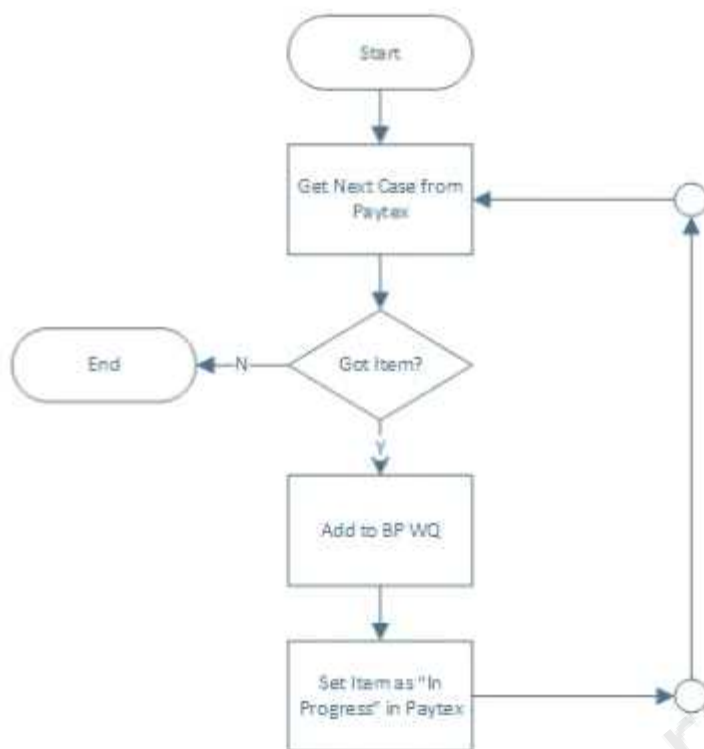 Start
Get Next Case from
Paytex
Got Item?
N
End
Y
Add to BP WQ
Set Item as "In
Progress" in Paytex